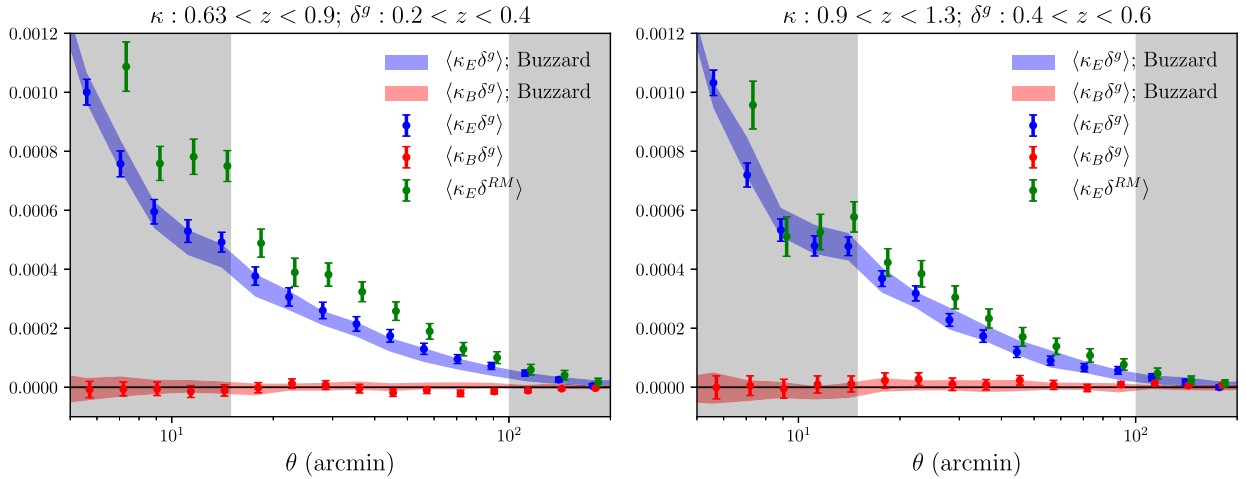 κ : 0.63 < z < 0.9; δ^g : 0.2 < z < 0.4
0.0012
0.0010
0.0008
0.0006
0.0004
0.0002
0.0000
⟨κ_E δ^g⟩; Buzzard
⟨κ_B δ^g⟩; Buzzard
⟨κ_E δ^g⟩
⟨κ_B δ^g⟩
⟨κ_E δ^{RM}⟩
10^1
10^2
θ (arcmin)
κ : 0.9 < z < 1.3; δ^g : 0.4 < z < 0.6
0.0012
0.0010
0.0008
0.0006
0.0004
0.0002
0.0000
⟨κ_E δ^g⟩; Buzzard
⟨κ_B δ^g⟩; Buzzard
⟨κ_E δ^g⟩
⟨κ_B δ^g⟩
⟨κ_E δ^{RM}⟩
10^1
10^2
θ (arcmin)